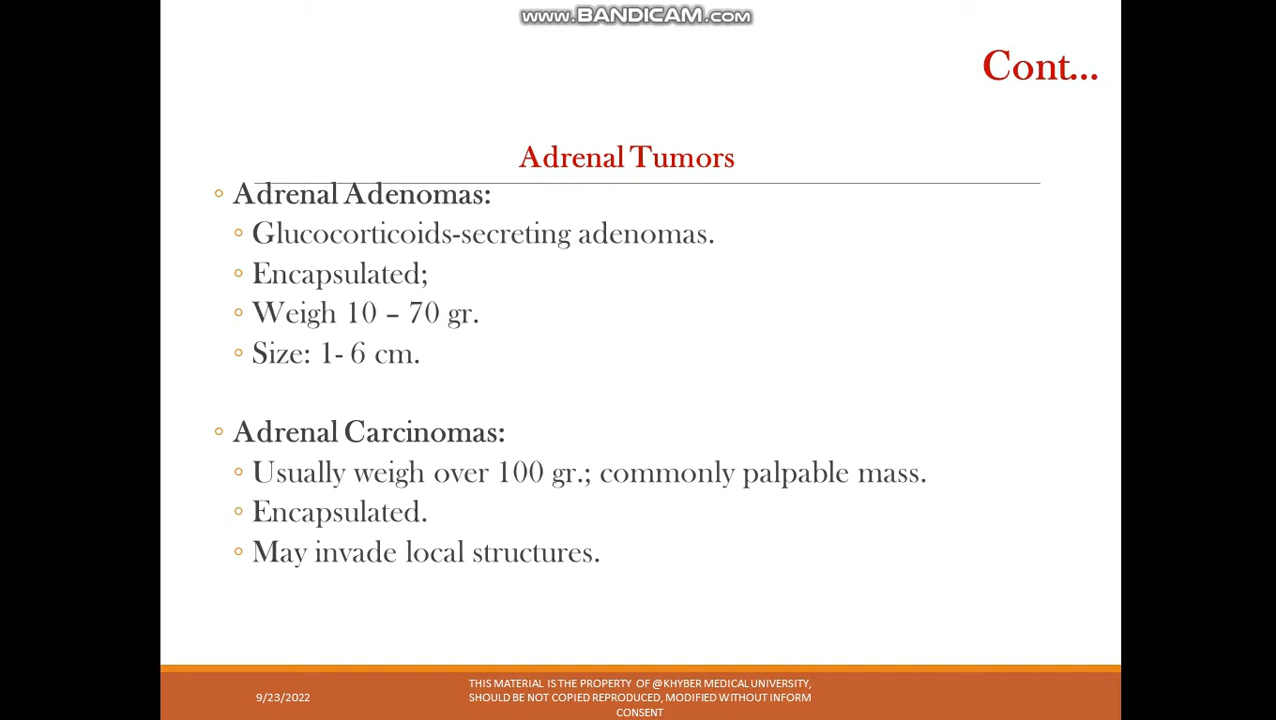 www.BANDICAM.com
Cont...
Adrenal Tumors
Adrenal Adenomas:
Glucocorticoids-secreting adenomas.
Encapsulated;
Weigh 10 – 70 gr.
Size: 1- 6 cm.
Adrenal Carcinomas:
Usually weigh over 100 gr.; commonly palpable mass.
Encapsulated.
May invade local structures.
9/23/2022
THIS MATERIAL IS THE PROPERTY OF @KHYBER MEDICAL UNIVERSITY,
SHOULD BE NOT COPIED REPRODUCED, MODIFIED WITHOUT INFORM
CONSENT